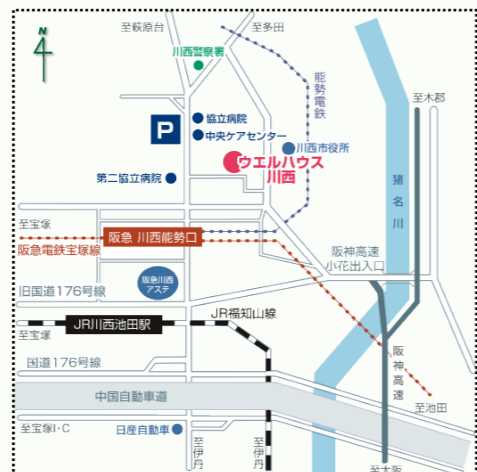 至萩原台
至多田
N
川西警察署
能勢電鉄
至木部
P
協立病院
中央ケアセンター
川西市役所
ウエルハウス
川西
第二協立病院
猪名川
至宝塚
阪急 川西能勢口
阪急電鉄宝塚線
阪神高速
小花出入口
阪急川西
アステ
旧国道176号線
JR川西池田駅
JR福知山線
至宝塚
国道176号線
阪神高速
中国自動車道
至池田
至宝塚I・C
日産自動車
至伊丹
至伊丹
至大阪